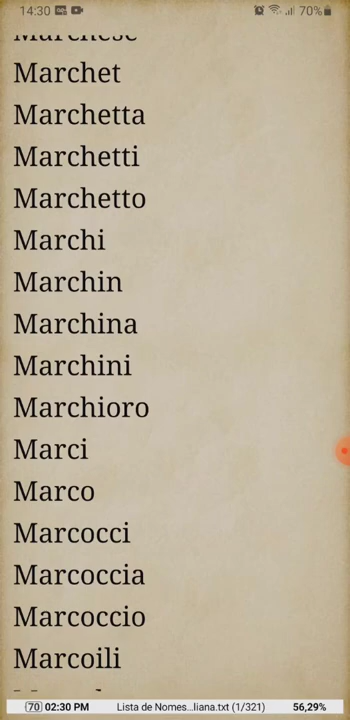 14:30 70%
Marchese
Marchet
Marchetta
Marchetti
Marchetto
Marchi
Marchin
Marchina
Marchini
Marchioro
Marci
Marco
Marcocci
Marcoccia
Marcoccio
Marcoili
70 02:30 PM Lista de Nomes...liana.txt (1/321) 56,29%